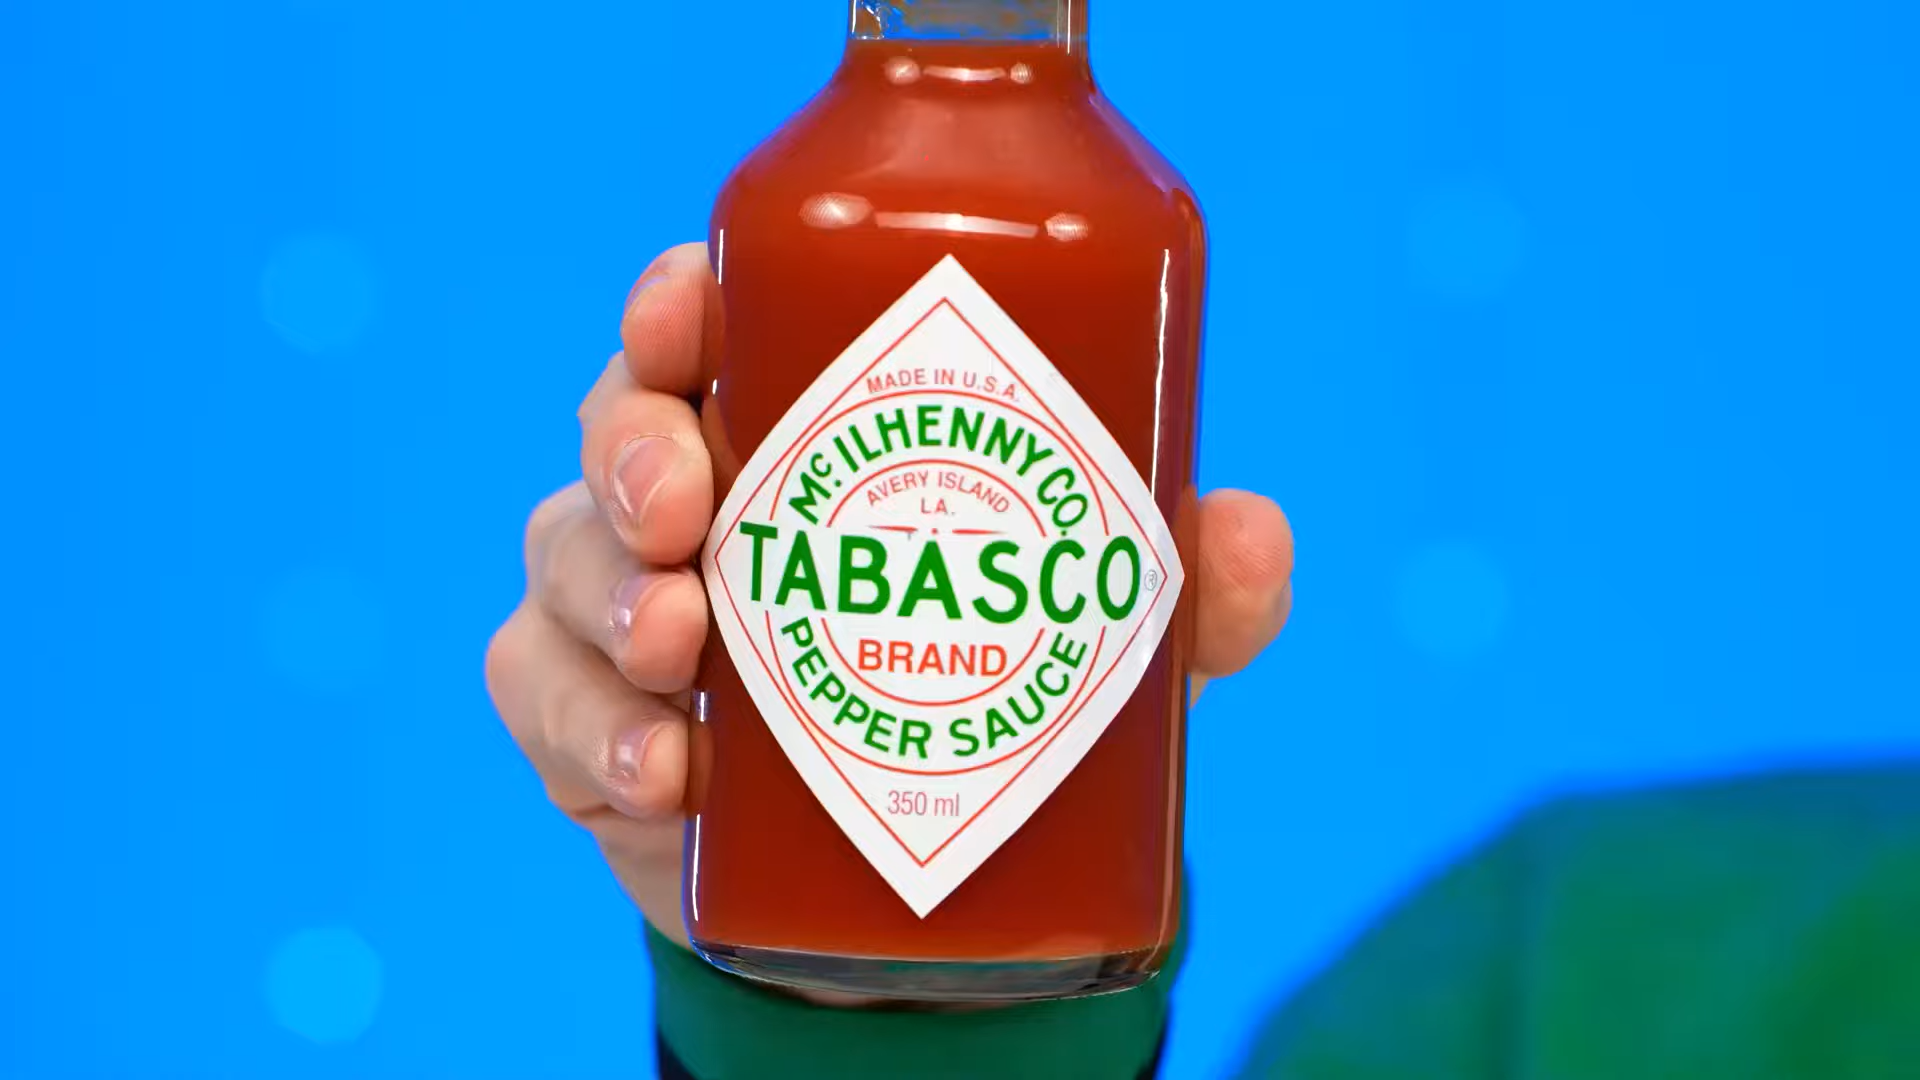 MADE IN U.S.A.
McILHENNY CO.
AVERY ISLAND
LA.
TABASCO®
BRAND
PEPPER SAUCE
350 ml